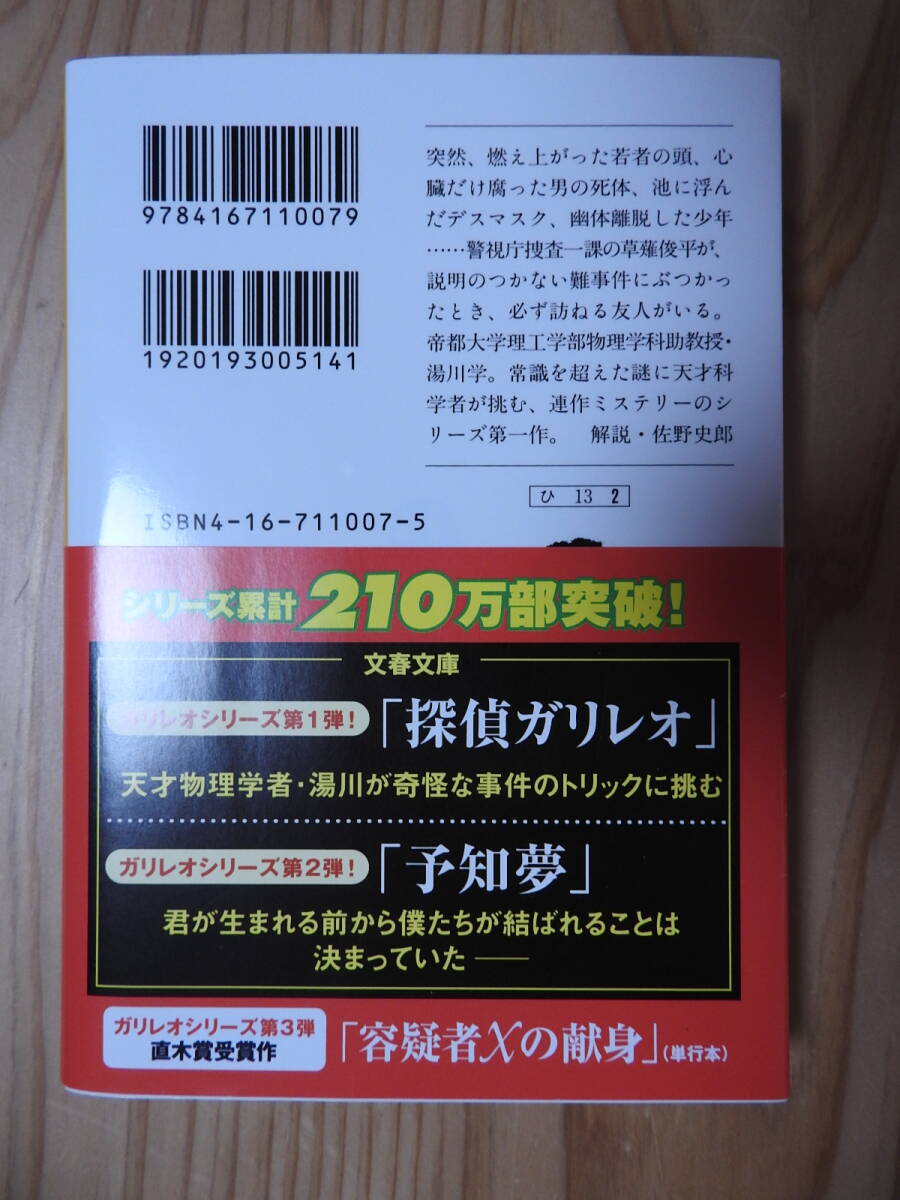 9784167110079
1920193005141
ISBN4-16-711007-5
突然、燃え上がった若者の頭、心
臓だけ腐った男の死体、池に浮ん
だデスマスク、幽体離脱した少年
……警視庁捜査一課の草薙俊平が、
説明のつかない難事件にぶつかっ
たとき、必ず訪ねる友人がいる。
帝都大学理工学部物理学科助教授・
湯川学。常識を超えた謎に天才科
学者が挑む、連作ミステリーのシ
リーズ第一作。　解説・佐野史郎
ひ 13 2
シリーズ累計 210万部突破!
文春文庫
ガリレオシリーズ第1弾!「探偵ガリレオ」
天才物理学者・湯川が奇怪な事件のトリックに挑む
ガリレオシリーズ第2弾!「予知夢」
君が生まれる前から僕たちが結ばれることは
決まっていた――
ガリレオシリーズ第3弾
直木賞受賞作
「容疑者Xの献身」(単行本)